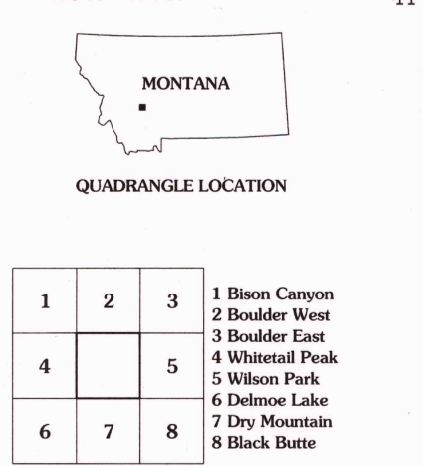 MONTANA
QUADRANGLE LOCATION
1 2 3
4 5
6 7 8
1 Bison Canyon
2 Boulder West
3 Boulder East
4 Whitetail Peak
5 Wilson Park
6 Delmoe Lake
7 Dry Mountain
8 Black Butte